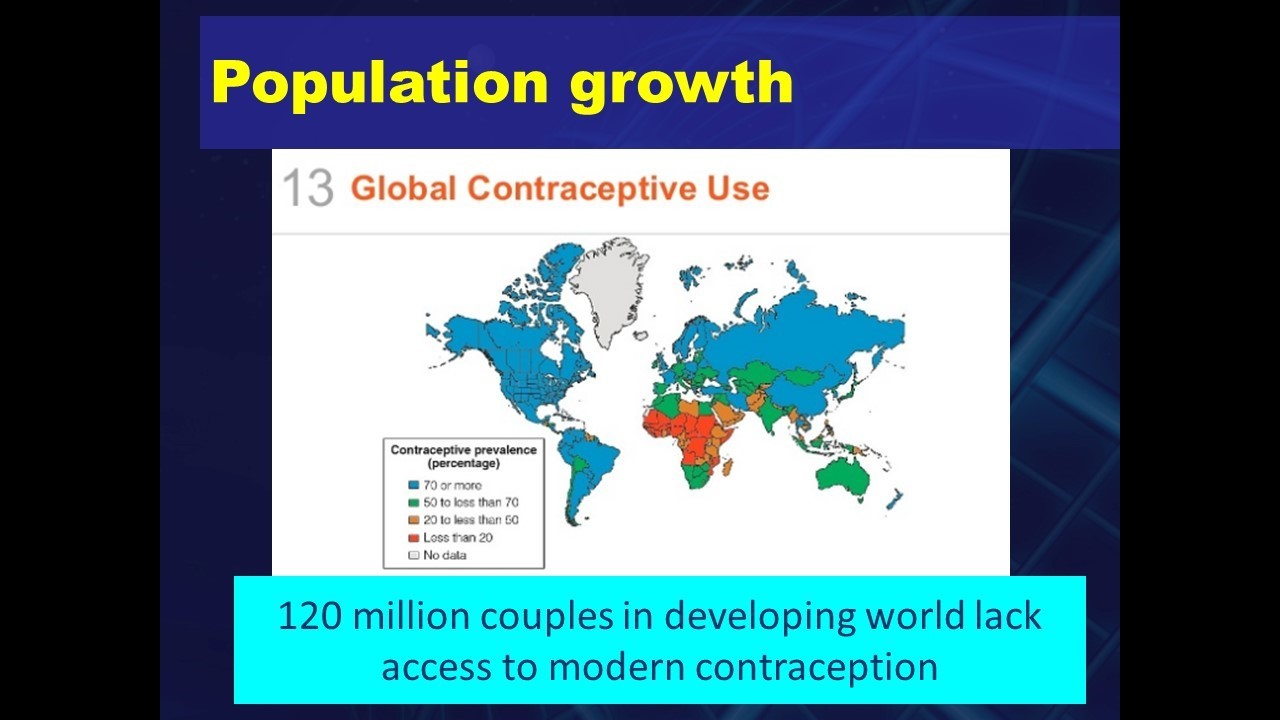 Population growth
13 Global Contraceptive Use
Contraceptive prevalence
(percentage)
70 or more
50 to less than 70
20 to less than 50
Less than 20
No data
120 million couples in developing world lack
access to modern contraception